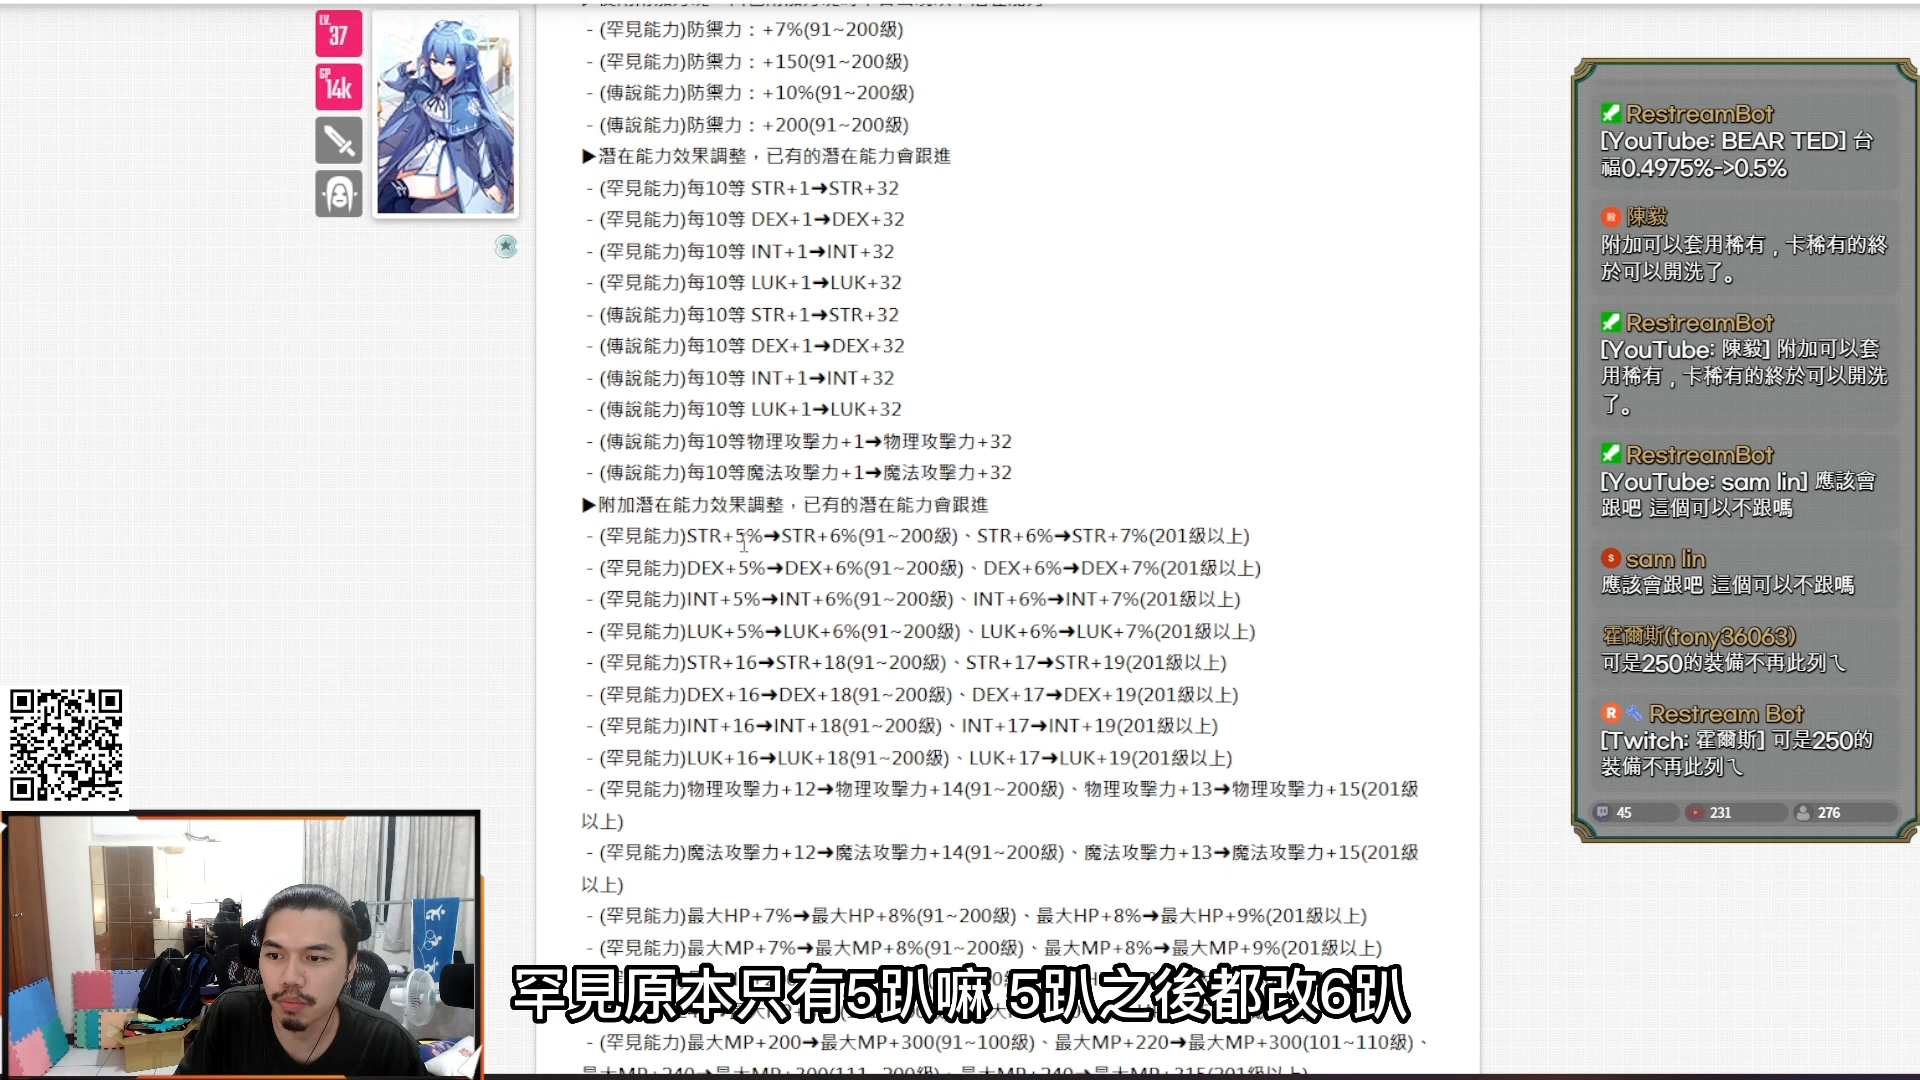 LV.
37
GP
14k
-(罕見能力)防禦力：+7%(91~200級)
-(罕見能力)防禦力：+150(91~200級)
-(傳說能力)防禦力：+10%(91~200級)
-(傳說能力)防禦力：+200(91~200級)
▶潛在能力效果調整，已有的潛在能力會跟進
-(罕見能力)每10等 STR+1➜STR+32
-(罕見能力)每10等 DEX+1➜DEX+32
-(罕見能力)每10等 INT+1➜INT+32
-(罕見能力)每10等 LUK+1➜LUK+32
-(傳說能力)每10等 STR+1➜STR+32
-(傳說能力)每10等 DEX+1➜DEX+32
-(傳說能力)每10等 INT+1➜INT+32
-(傳說能力)每10等 LUK+1➜LUK+32
-(傳說能力)每10等物理攻擊力+1➜物理攻擊力+32
-(傳說能力)每10等魔法攻擊力+1➜魔法攻擊力+32
▶附加潛在能力效果調整，已有的潛在能力會跟進
-(罕見能力)STR+5%➜STR+6%(91~200級)、STR+6%➜STR+7%(201級以上)
-(罕見能力)DEX+5%➜DEX+6%(91~200級)、DEX+6%➜DEX+7%(201級以上)
-(罕見能力)INT+5%➜INT+6%(91~200級)、INT+6%➜INT+7%(201級以上)
-(罕見能力)LUK+5%➜LUK+6%(91~200級)、LUK+6%➜LUK+7%(201級以上)
-(罕見能力)STR+16➜STR+18(91~200級)、STR+17➜STR+19(201級以上)
-(罕見能力)DEX+16➜DEX+18(91~200級)、DEX+17➜DEX+19(201級以上)
-(罕見能力)INT+16➜INT+18(91~200級)、INT+17➜INT+19(201級以上)
-(罕見能力)LUK+16➜LUK+18(91~200級)、LUK+17➜LUK+19(201級以上)
-(罕見能力)物理攻擊力+12➜物理攻擊力+14(91~200級)、物理攻擊力+13➜物理攻擊力+15(201級
以上)
-(罕見能力)魔法攻擊力+12➜魔法攻擊力+14(91~200級)、魔法攻擊力+13➜魔法攻擊力+15(201級
以上)
-(罕見能力)最大HP+7%➜最大HP+8%(91~200級)、最大HP+8%➜最大HP+9%(201級以上)
-(罕見能力)最大MP+7%➜最大MP+8%(91~200級)、最大MP+8%➜最大MP+9%(201級以上)
罕見原本只有5趴嘛 5趴之後都改6趴
-(罕見能力)最大MP+200➜最大MP+300(91~100級)、最大MP+220➜最大MP+300(101~110級)、
最大MP+240➜最大MP+300(111~200級)、最大MP+240➜最大MP+315(201級以上)
RestreamBot
[YouTube: BEAR TED] 台
福0.4975%->0.5%
陳毅
附加可以套用稀有，卡稀有的終
於可以開洗了。
RestreamBot
[YouTube: 陳毅] 附加可以套
用稀有，卡稀有的終於可以開洗
了。
RestreamBot
[YouTube: sam lin] 應該會
跟吧 這個可以不跟嗎
sam lin
應該會跟吧 這個可以不跟嗎
霍爾斯(tony36063)
可是250的裝備不再此列ㄟ
Restream Bot
[Twitch: 霍爾斯] 可是250的
裝備不再此列ㄟ
45
231
276